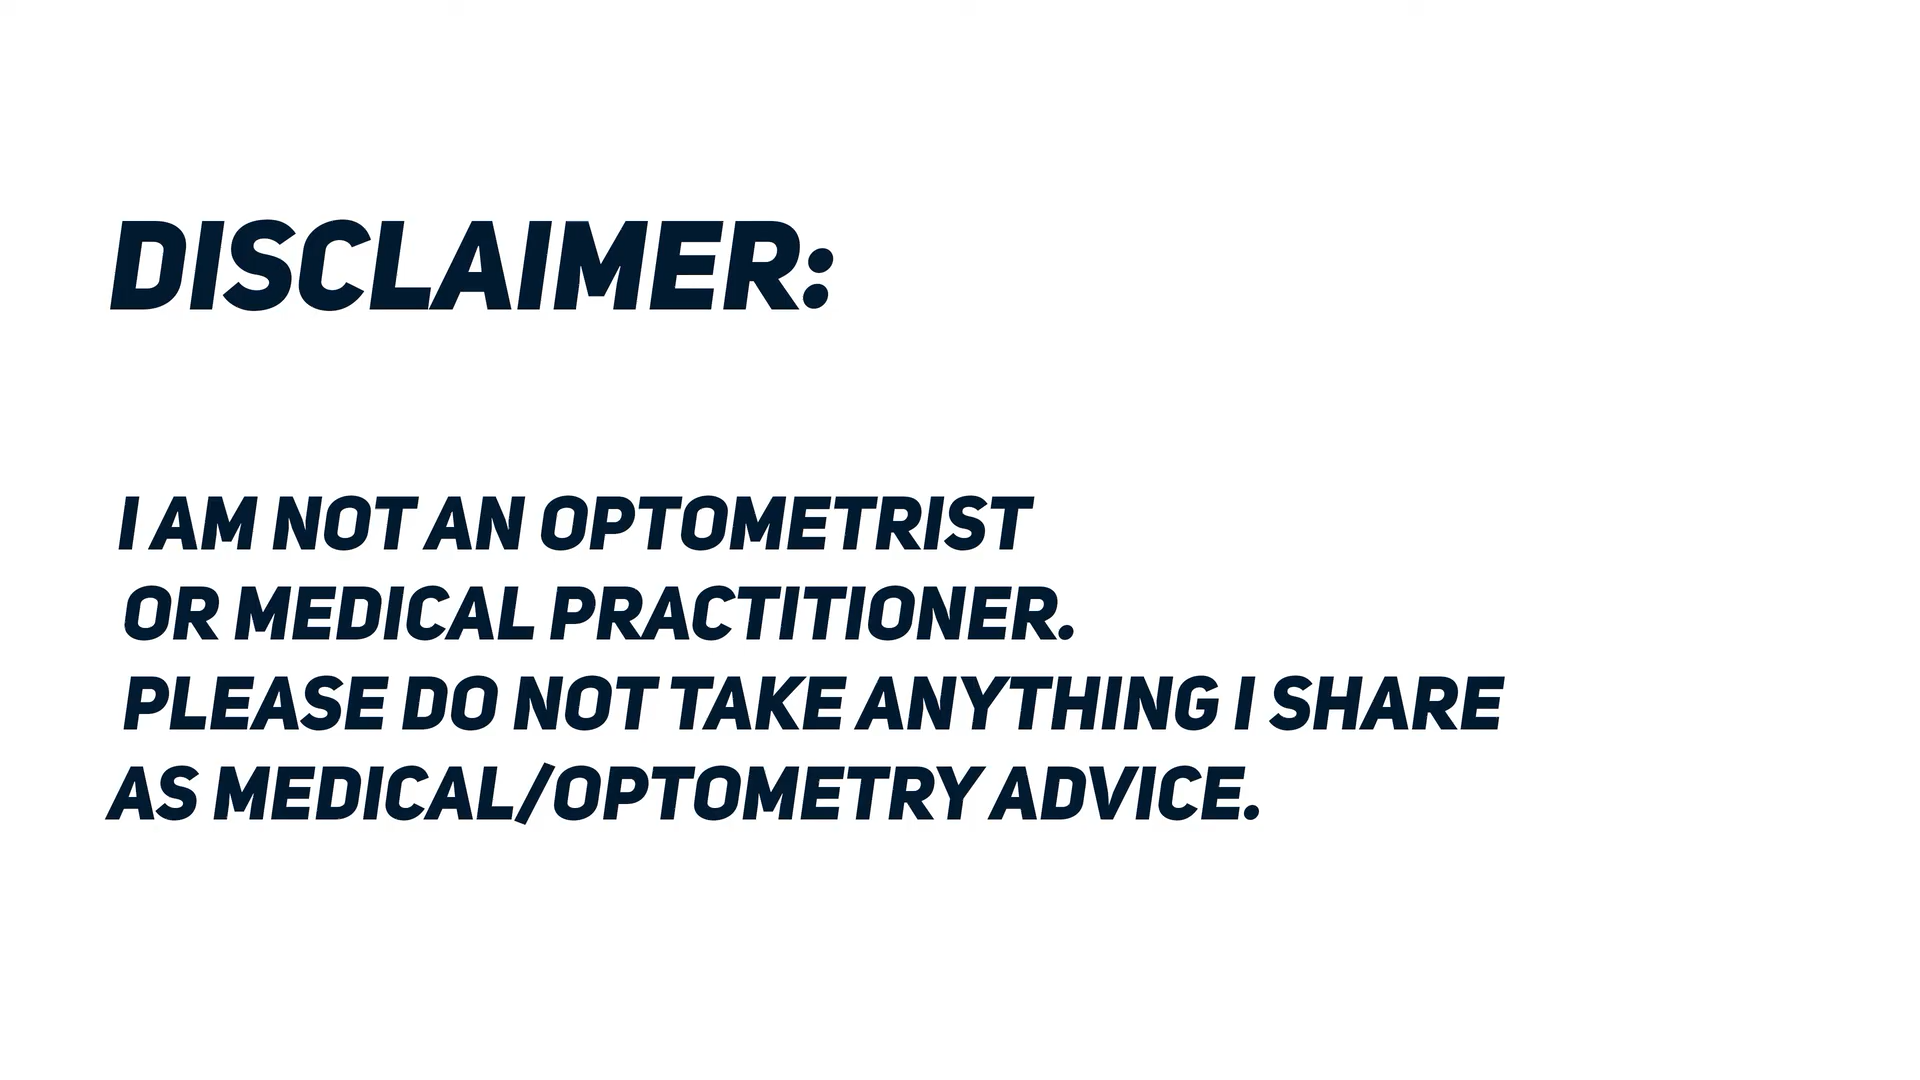 DISCLAIMER:
I AM NOT AN OPTOMETRIST
OR MEDICAL PRACTITIONER.
PLEASE DO NOT TAKE ANYTHING I SHARE
AS MEDICAL/OPTOMETRY ADVICE.